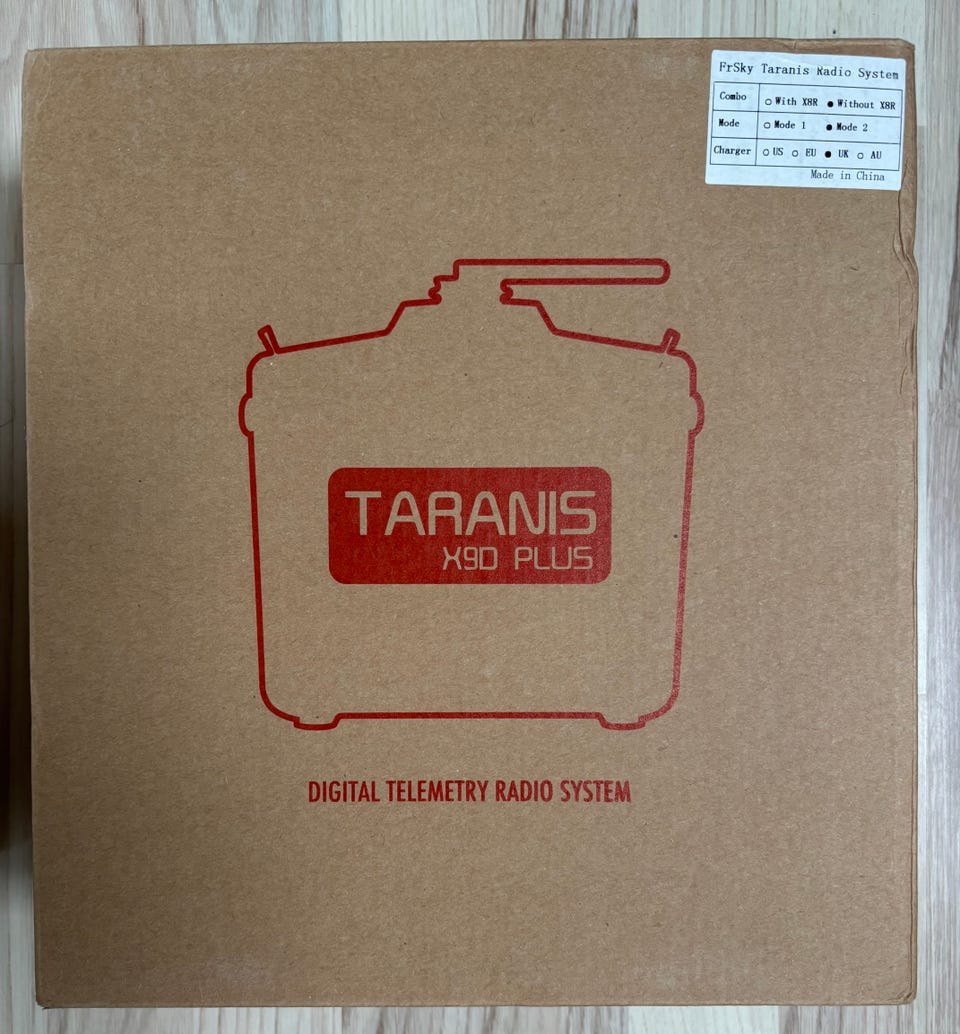 FrSky Taranis Radio System
Combo ○ With X8R ● Without X8R
Mode ○ Mode 1 ● Mode 2
Charger ○ US ○ EU ● UK ○ AU
Made in China
TARANIS
X9D PLUS
DIGITAL TELEMETRY RADIO SYSTEM